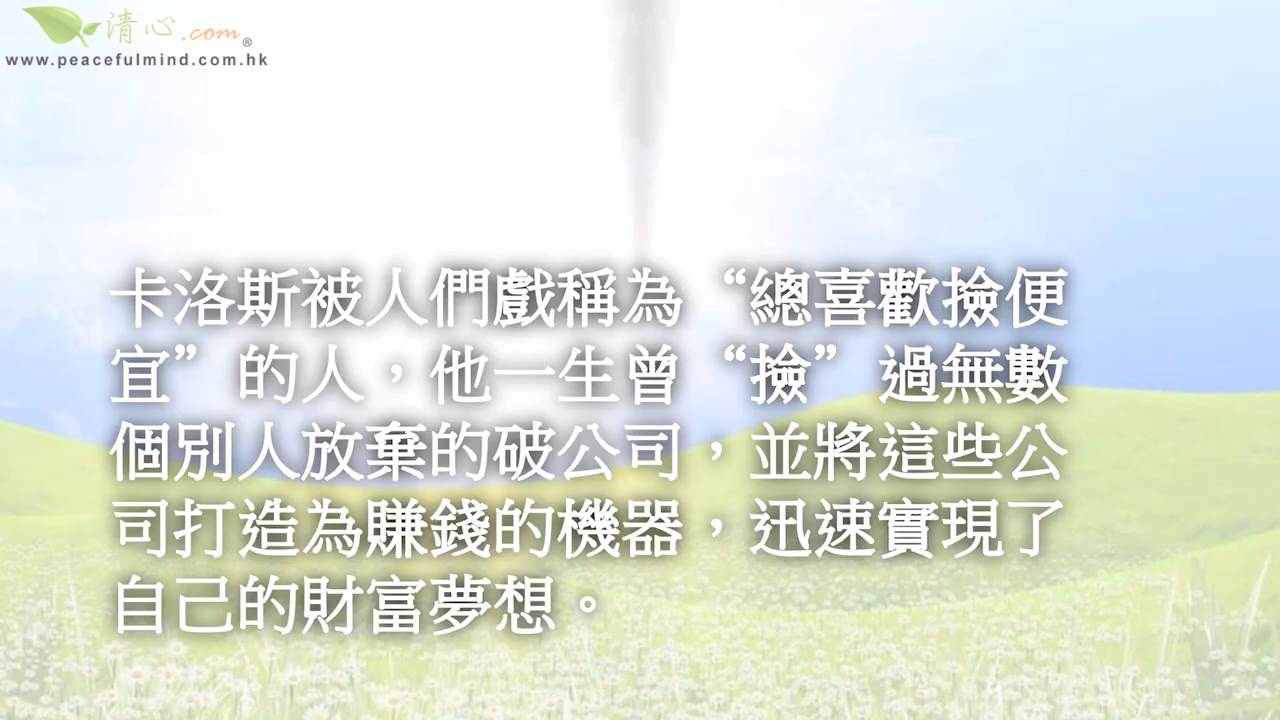 清心.com®
www.peacefulmind.com.hk
卡洛斯被人們戲稱為“總喜歡撿便
宜”的人，他一生曾“撿”過無數
個別人放棄的破公司，並將這些公
司打造為賺錢的機器，迅速實現了
自己的財富夢想。